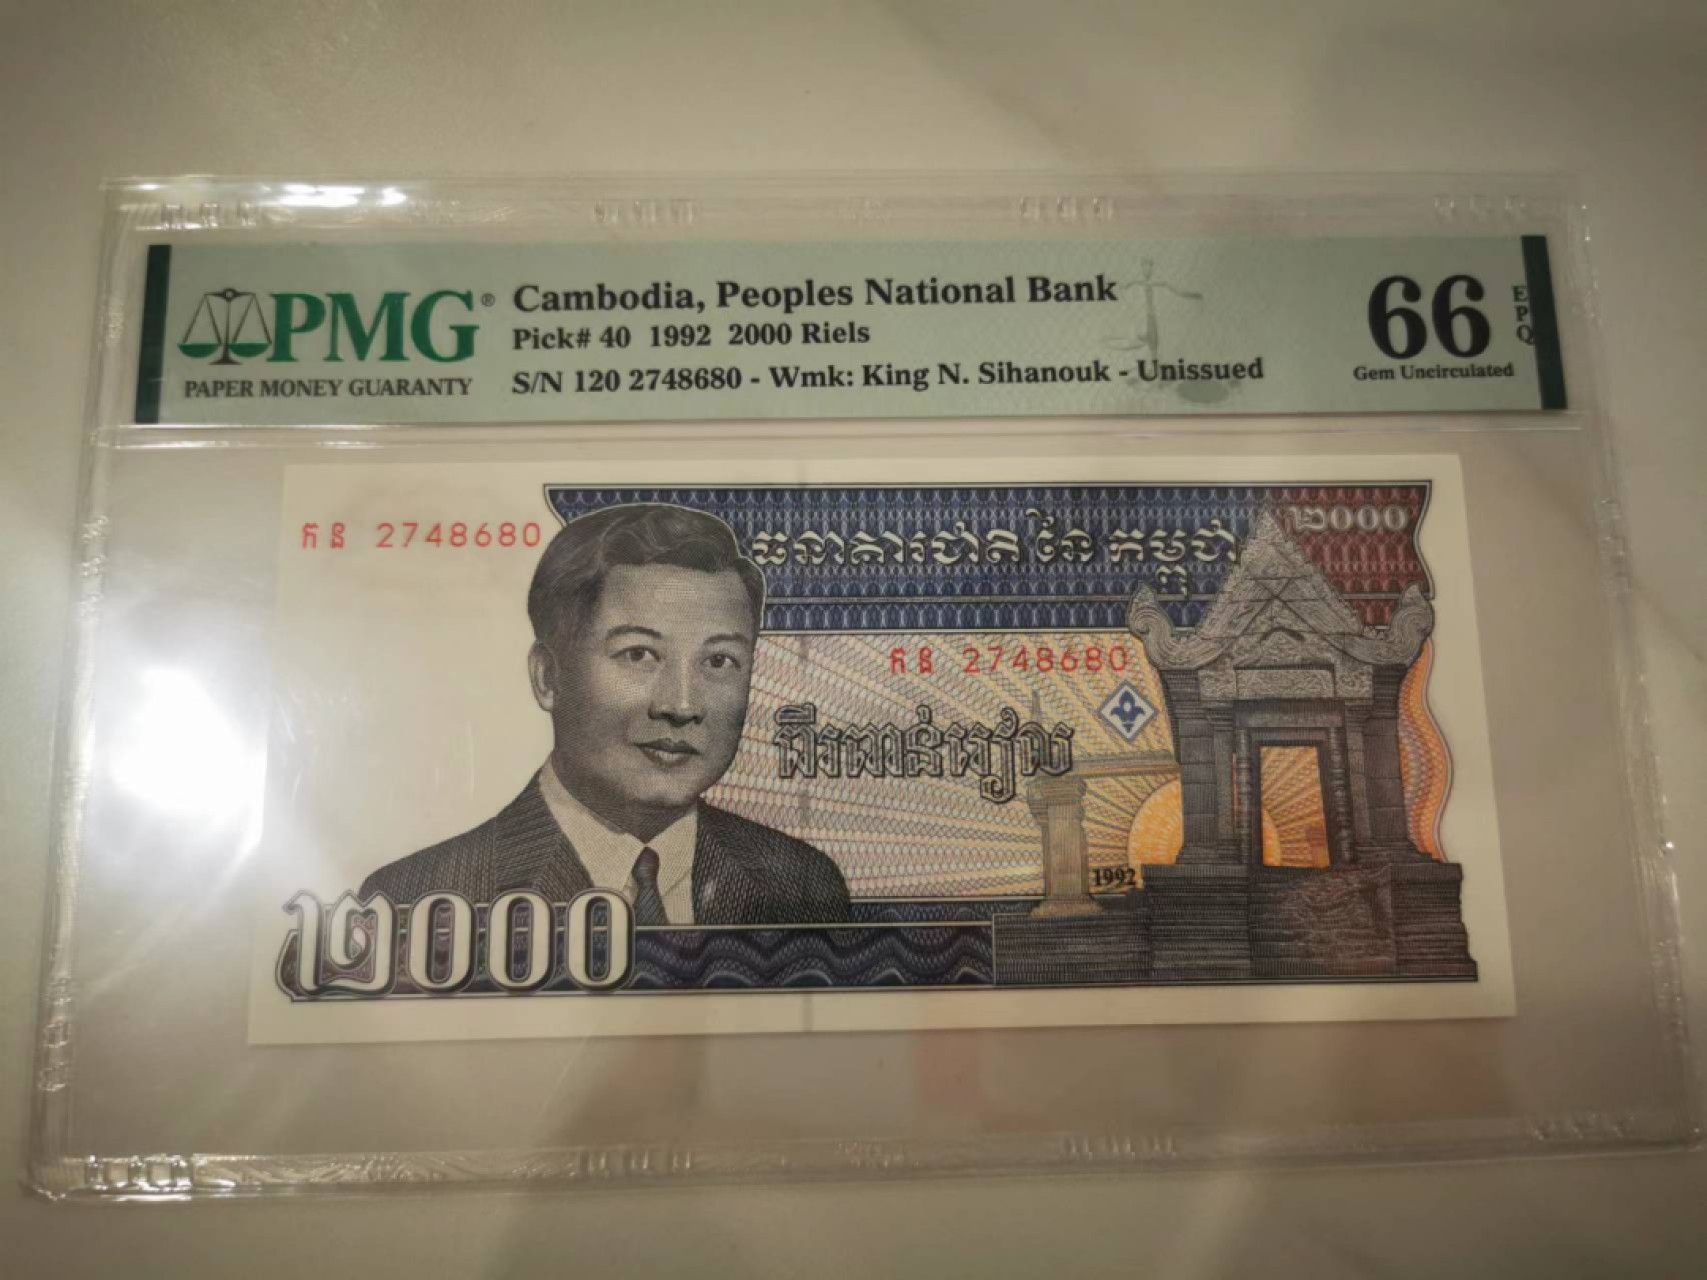 PMG®
PAPER MONEY GUARANTY
Cambodia, Peoples National Bank
Pick# 40 1992 2000 Riels
S/N 120 2748680 - Wmk: King N. Sihanouk - Unissued
66
EPQ
Gem Uncirculated
កន 2748680
ធនាគារជាតិ នៃ កម្ពុជា
២០០០
កន 2748680
ពីរពាន់រៀល
1992
២០០០